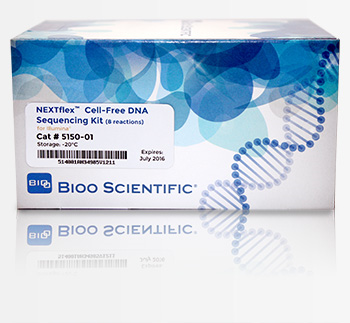 NEXTflex™ Cell-Free DNA
Sequencing Kit (8 reactions)
for Illumina®
Cat # 5150-01
Storage: -20°C
Expires:
July 2016
BIOO
BIOO SCIENTIFIC®